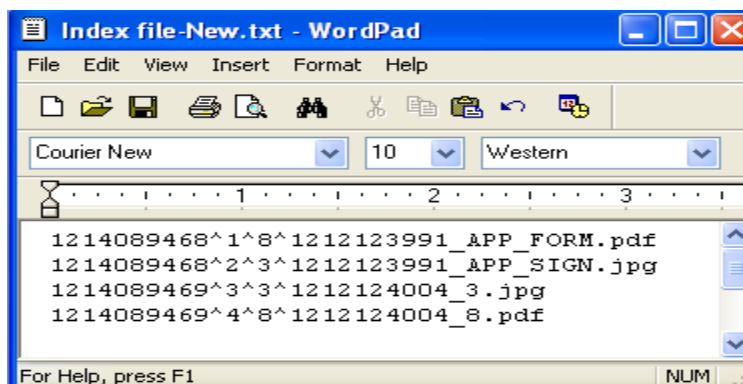 Index file-New.txt - WordPad
File Edit View Insert Format Help
Courier New 10 Western
1 2 3
1214089468^1^8^1212123991_APP_FORM.pdf
1214089468^2^3^1212123991_APP_SIGN.jpg
1214089469^3^3^1212124004_3.jpg
1214089469^4^8^1212124004_8.pdf
For Help, press F1 NUM